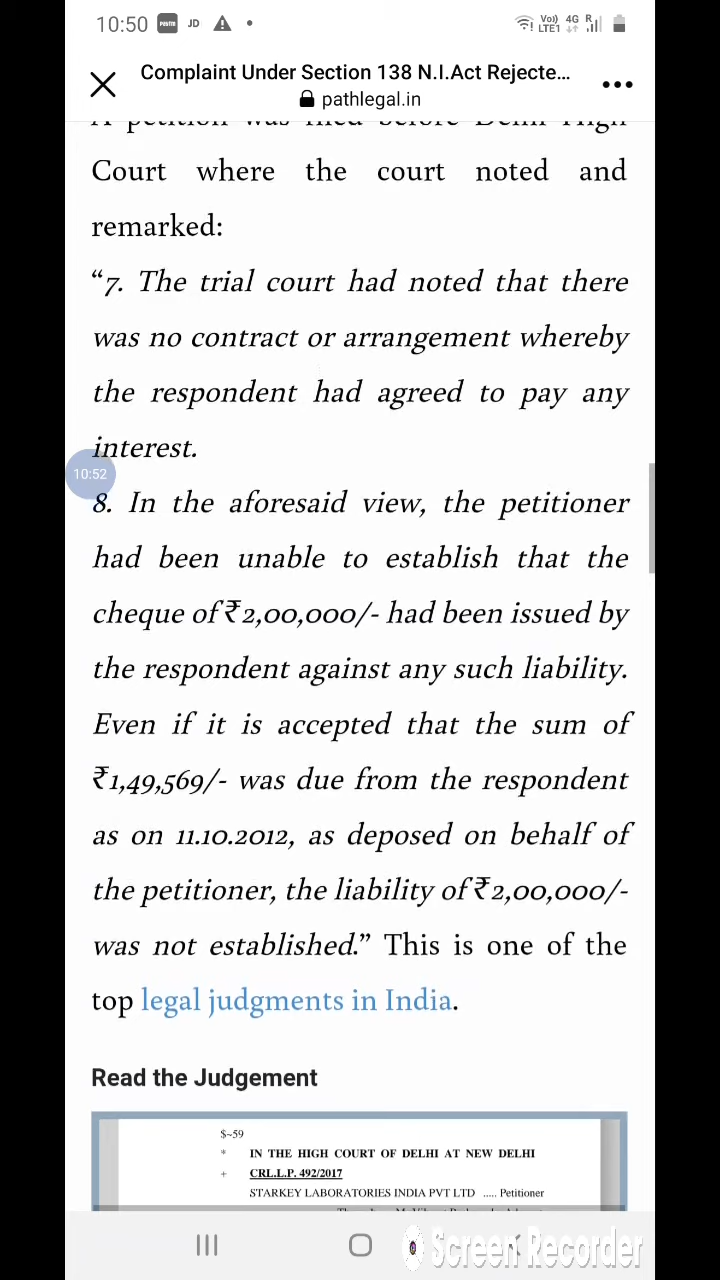 10:50 Paytm JD Vo) 4G R
LTE1
Complaint Under Section 138 N.I.Act Rejecte...
pathlegal.in
A petition was filed before Delhi High
Court where the court noted and
remarked:
“7. The trial court had noted that there
was no contract or arrangement whereby
the respondent had agreed to pay any
interest.
10:52
8. In the aforesaid view, the petitioner
had been unable to establish that the
cheque of ₹2,00,000/- had been issued by
the respondent against any such liability.
Even if it is accepted that the sum of
₹1,49,569/- was due from the respondent
as on 11.10.2012, as deposed on behalf of
the petitioner, the liability of ₹2,00,000/-
was not established.” This is one of the
top legal judgments in India.
Read the Judgement
$~59
* IN THE HIGH COURT OF DELHI AT NEW DELHI
+ CRL.L.P. 492/2017
STARKEY LABORATORIES INDIA PVT LTD ..... Petitioner
Screen Recorder